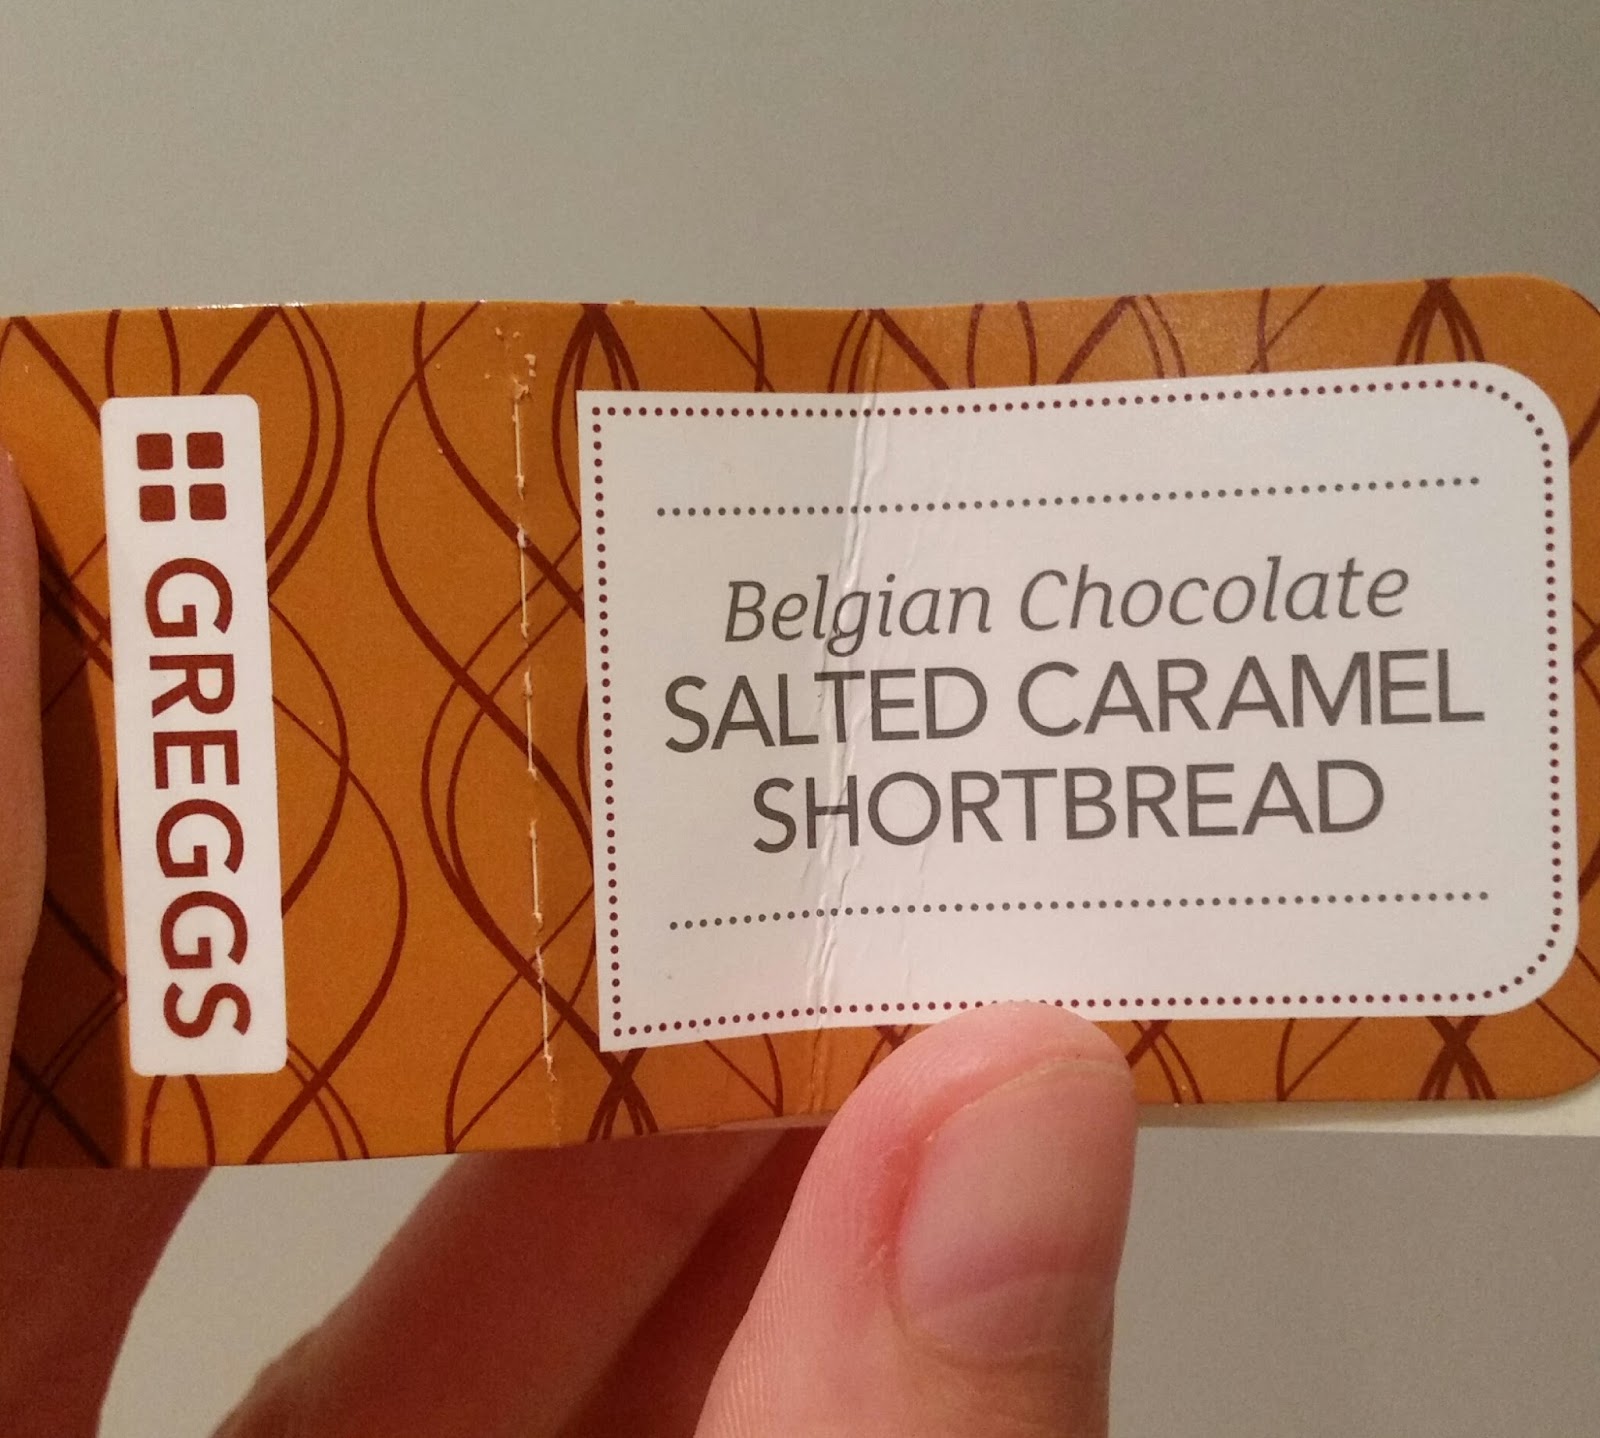 GREGGS
Belgian Chocolate
SALTED CARAMEL
SHORTBREAD